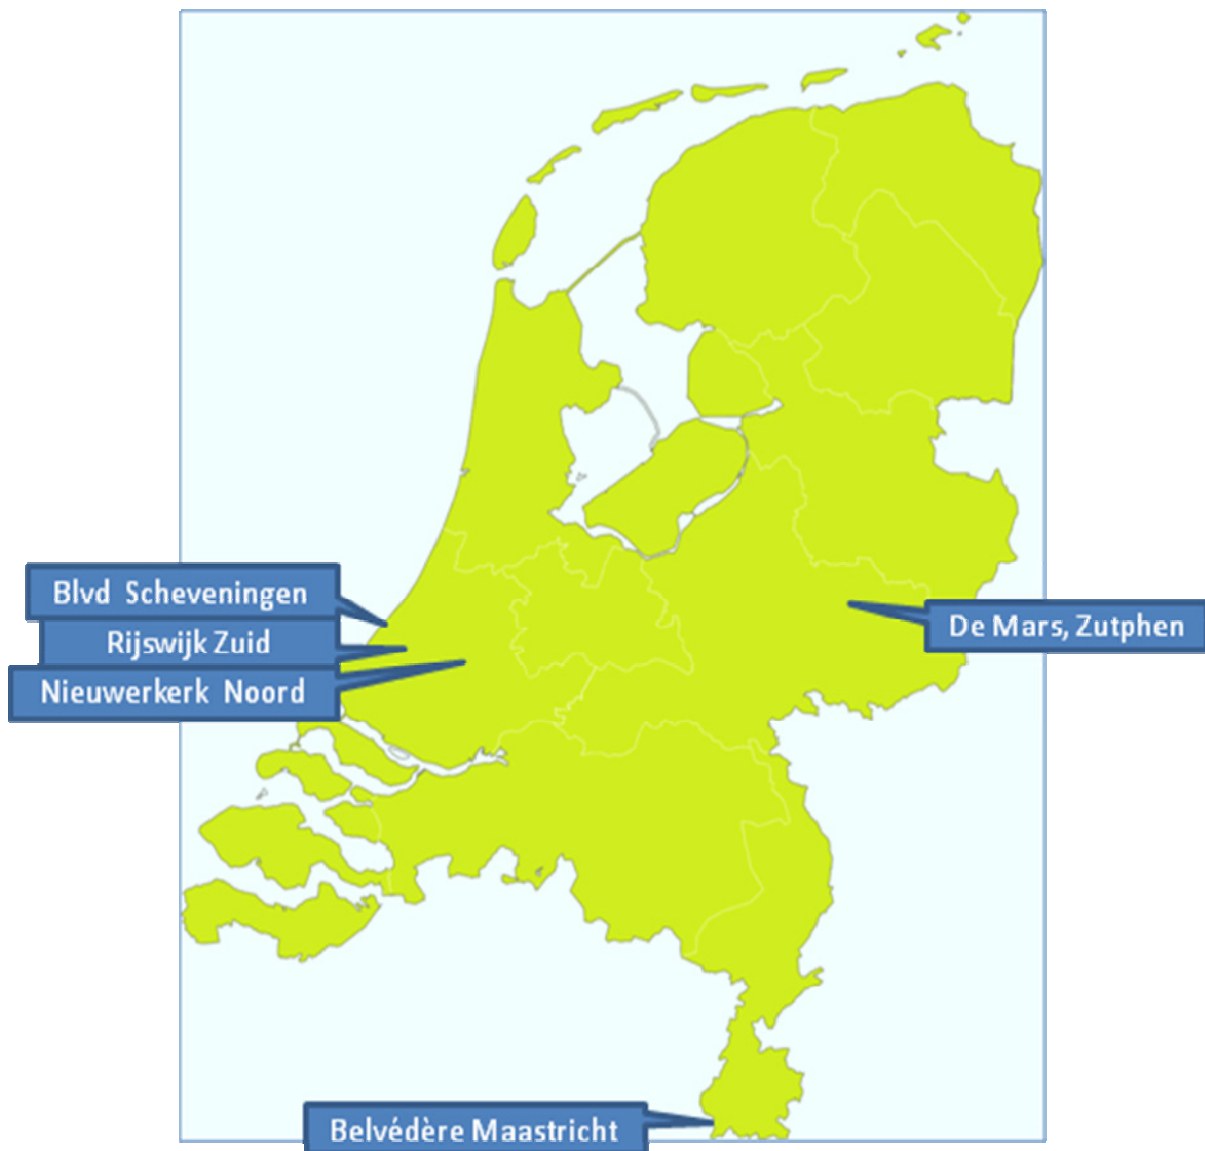 Blvd Scheveningen
Rijswijk Zuid
De Mars, Zutphen
Nieuwerkerk Noord
Belvédère Maastricht